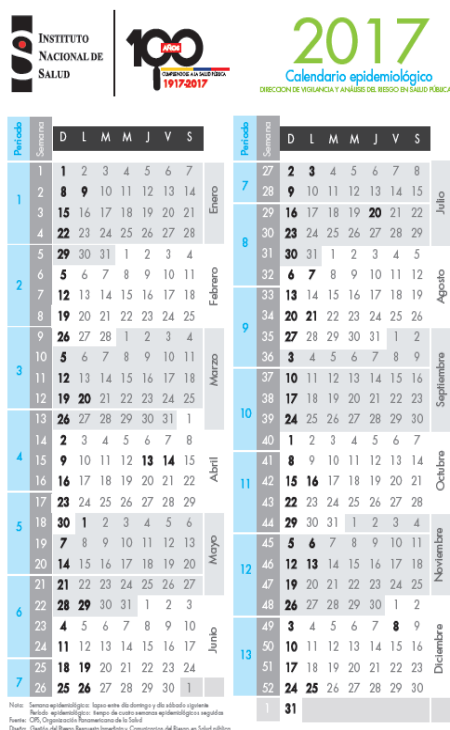 INSTITUTO
NACIONAL DE
SALUD
100 AÑOS
CUMPLIÉNDOLE A LA SALUD PÚBLICA
1917-2017
2017
Calendario epidemiológico
DIRECCION DE VIGILANCIA Y ANÁLISIS DEL RIESGO EN SALUD PÚBLICA
Periodo Semana D L M M J V S
1 1 1 2 3 4 5 6 7 Enero
2 8 9 10 11 12 13 14
3 15 16 17 18 19 20 21
4 22 23 24 25 26 27 28
2 5 29 30 31 1 2 3 4 Febrero
6 5 6 7 8 9 10 11
7 12 13 14 15 16 17 18
8 19 20 21 22 23 24 25
3 9 26 27 28 1 2 3 4 Marzo
10 5 6 7 8 9 10 11
11 12 13 14 15 16 17 18
12 19 20 21 22 23 24 25
4 13 26 27 28 29 30 31 1
14 2 3 4 5 6 7 8 Abril
15 9 10 11 12 13 14 15
16 16 17 18 19 20 21 22
5 17 23 24 25 26 27 28 29
18 30 1 2 3 4 5 6 Mayo
19 7 8 9 10 11 12 13
20 14 15 16 17 18 19 20
6 21 21 22 23 24 25 26 27
22 28 29 30 31 1 2 3
23 4 5 6 7 8 9 10 Junio
24 11 12 13 14 15 16 17
7 25 18 19 20 21 22 23 24
26 25 26 27 28 29 30 1
Periodo Semana D L M M J V S
7 27 2 3 4 5 6 7 8 Julio
28 9 10 11 12 13 14 15
8 29 16 17 18 19 20 21 22
30 23 24 25 26 27 28 29
31 30 31 1 2 3 4 5 Agosto
32 6 7 8 9 10 11 12
9 33 13 14 15 16 17 18 19
34 20 21 22 23 24 25 26
35 27 28 29 30 31 1 2
36 3 4 5 6 7 8 9 Septiembre
10 37 10 11 12 13 14 15 16
38 17 18 19 20 21 22 23
39 24 25 26 27 28 29 30
40 1 2 3 4 5 6 7 Octubre
11 41 8 9 10 11 12 13 14
42 15 16 17 18 19 20 21
43 22 23 24 25 26 27 28
44 29 30 31 1 2 3 4 Noviembre
12 45 5 6 7 8 9 10 11
46 12 13 14 15 16 17 18
47 19 20 21 22 23 24 25
48 26 27 28 29 30 1 2
13 49 3 4 5 6 7 8 9 Diciembre
50 10 11 12 13 14 15 16
51 17 18 19 20 21 22 23
52 24 25 26 27 28 29 30
1 31
Nota: Semana epidemiológica: lapso entre día domingo y día sábado siguiente
Periodo epidemiológico: tiempo de cuatro semanas epidemiológicas seguidas
Fuente: OPS, Organización Panamericana de la Salud
Diseño: Gestión del Riesgo Respuesta Inmediata y Comunicacion del Riesgo en Salud pública